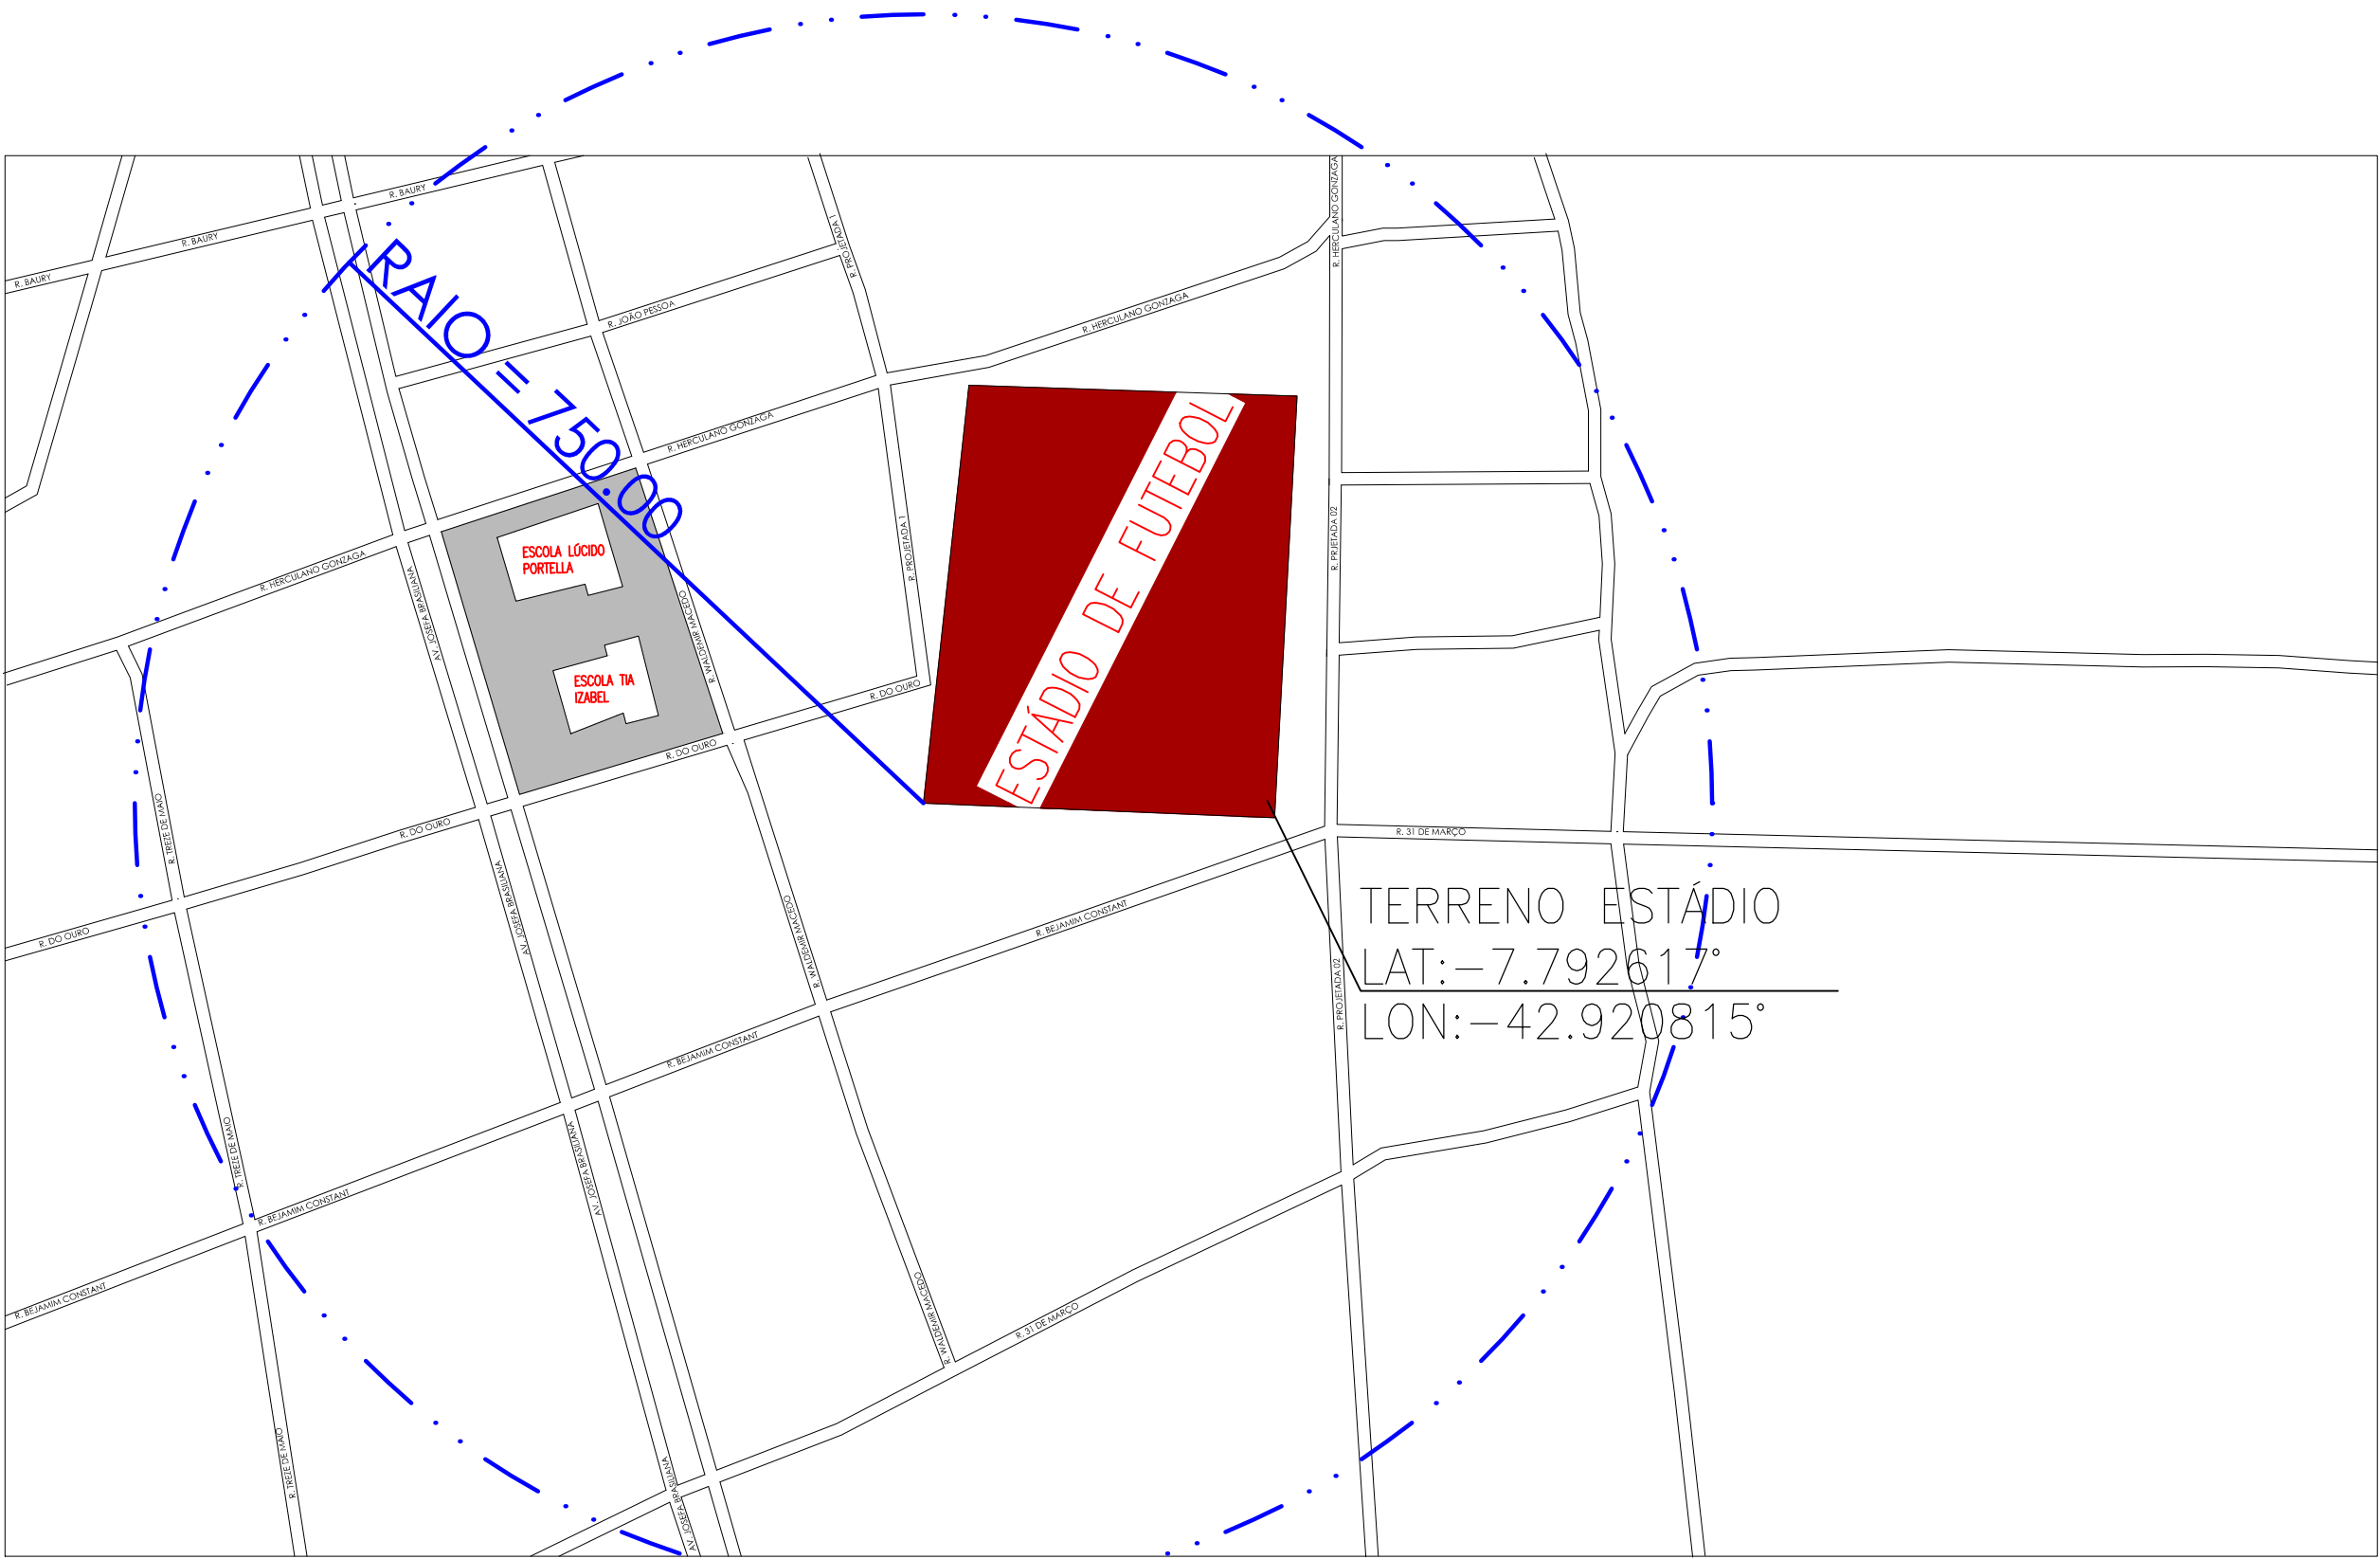 R. BAURY
R. BAURY
R. BAURY
R. PROJETADA 1
R. HERCULANO GONZAGA
RAIO =750.00
R. JOÃO PESSOA
R. HERCULANO GONZAGA
R. HERCULANO GONZAGA
R. HERCULANO GONZAGA
ESTÁDIO DE FUTEBOL
R. PROJETADA 1
R. PRJETADA 02
ESCOLA LÚCIDO
PORTELLA
ESCOLA TIA
IZABEL
AV. JOSEFA BRASILIANA
R. WALDEMIR MACEDO
R. DO OURO
R. DO OURO
R. DO OURO
R. DO OURO
R. TREZE DE MAIO
R. 31 DE MARÇO
AV. JOSEFA BRASILIANA
R. WALDEMIR MACEDO
R. BEJAMIM CONSTANT
TERRENO ESTÁDIO
LAT:-7.792617°
LON:-42.920815°
R. PROJETADA 02
R. BEJAMIM CONSTANT
R. TREZE DE MAIO
AV. JOSEFA BRASILIANA
R. BEJAMIM CONSTANT
R. BEJAMIM CONSTANT
R. WALDEMIR MACEDO
R. 31 DE MARÇO
R. TREZE DE MAIO
AV. JOSEFA BRASILIANA